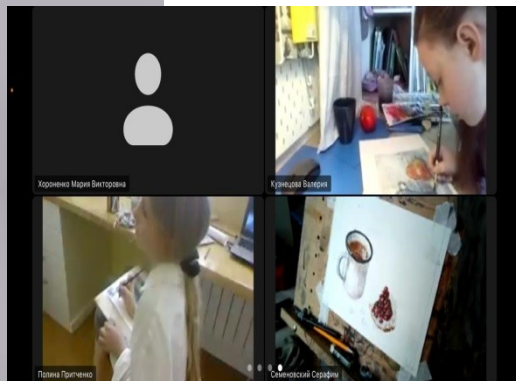 Хороненко Мария Викторовна
Кузнецова Валерия
Полина Притченко
Семеновский Серафим